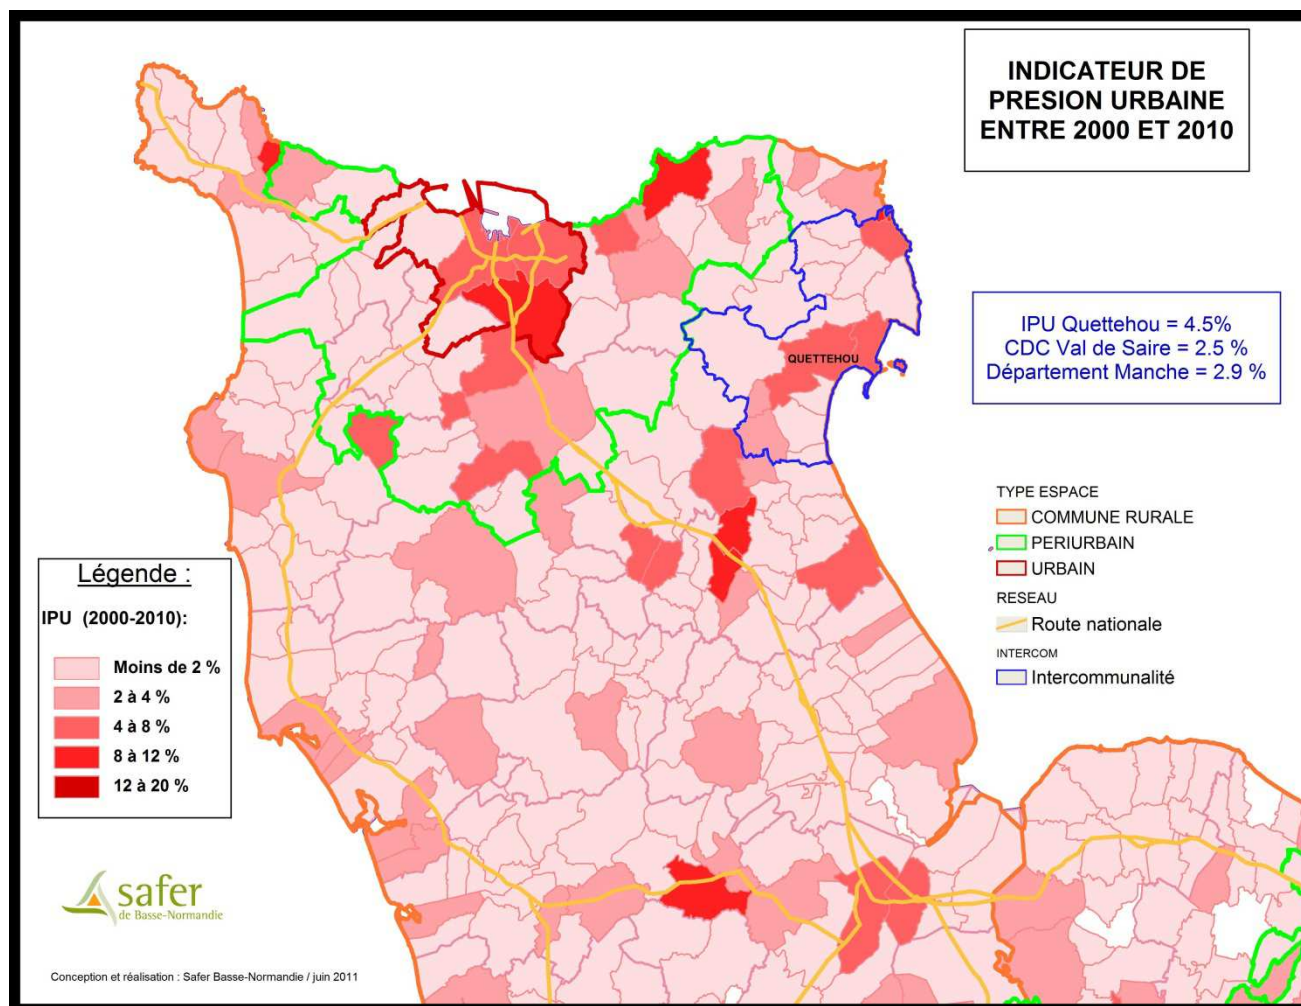 INDICATEUR DE
PRESION URBAINE
ENTRE 2000 ET 2010
IPU Quettehou = 4.5%
CDC Val de Saire = 2.5 %
Département Manche = 2.9 %
QUETTEHOU
TYPE ESPACE
COMMUNE RURALE
PERIURBAIN
URBAIN
RESEAU
Route nationale
INTERCOM
Intercommunalité
Légende :
IPU (2000-2010):
Moins de 2 %
2 à 4 %
4 à 8 %
8 à 12 %
12 à 20 %
safer
de Basse-Normandie
Conception et réalisation : Safer Basse-Normandie / juin 2011